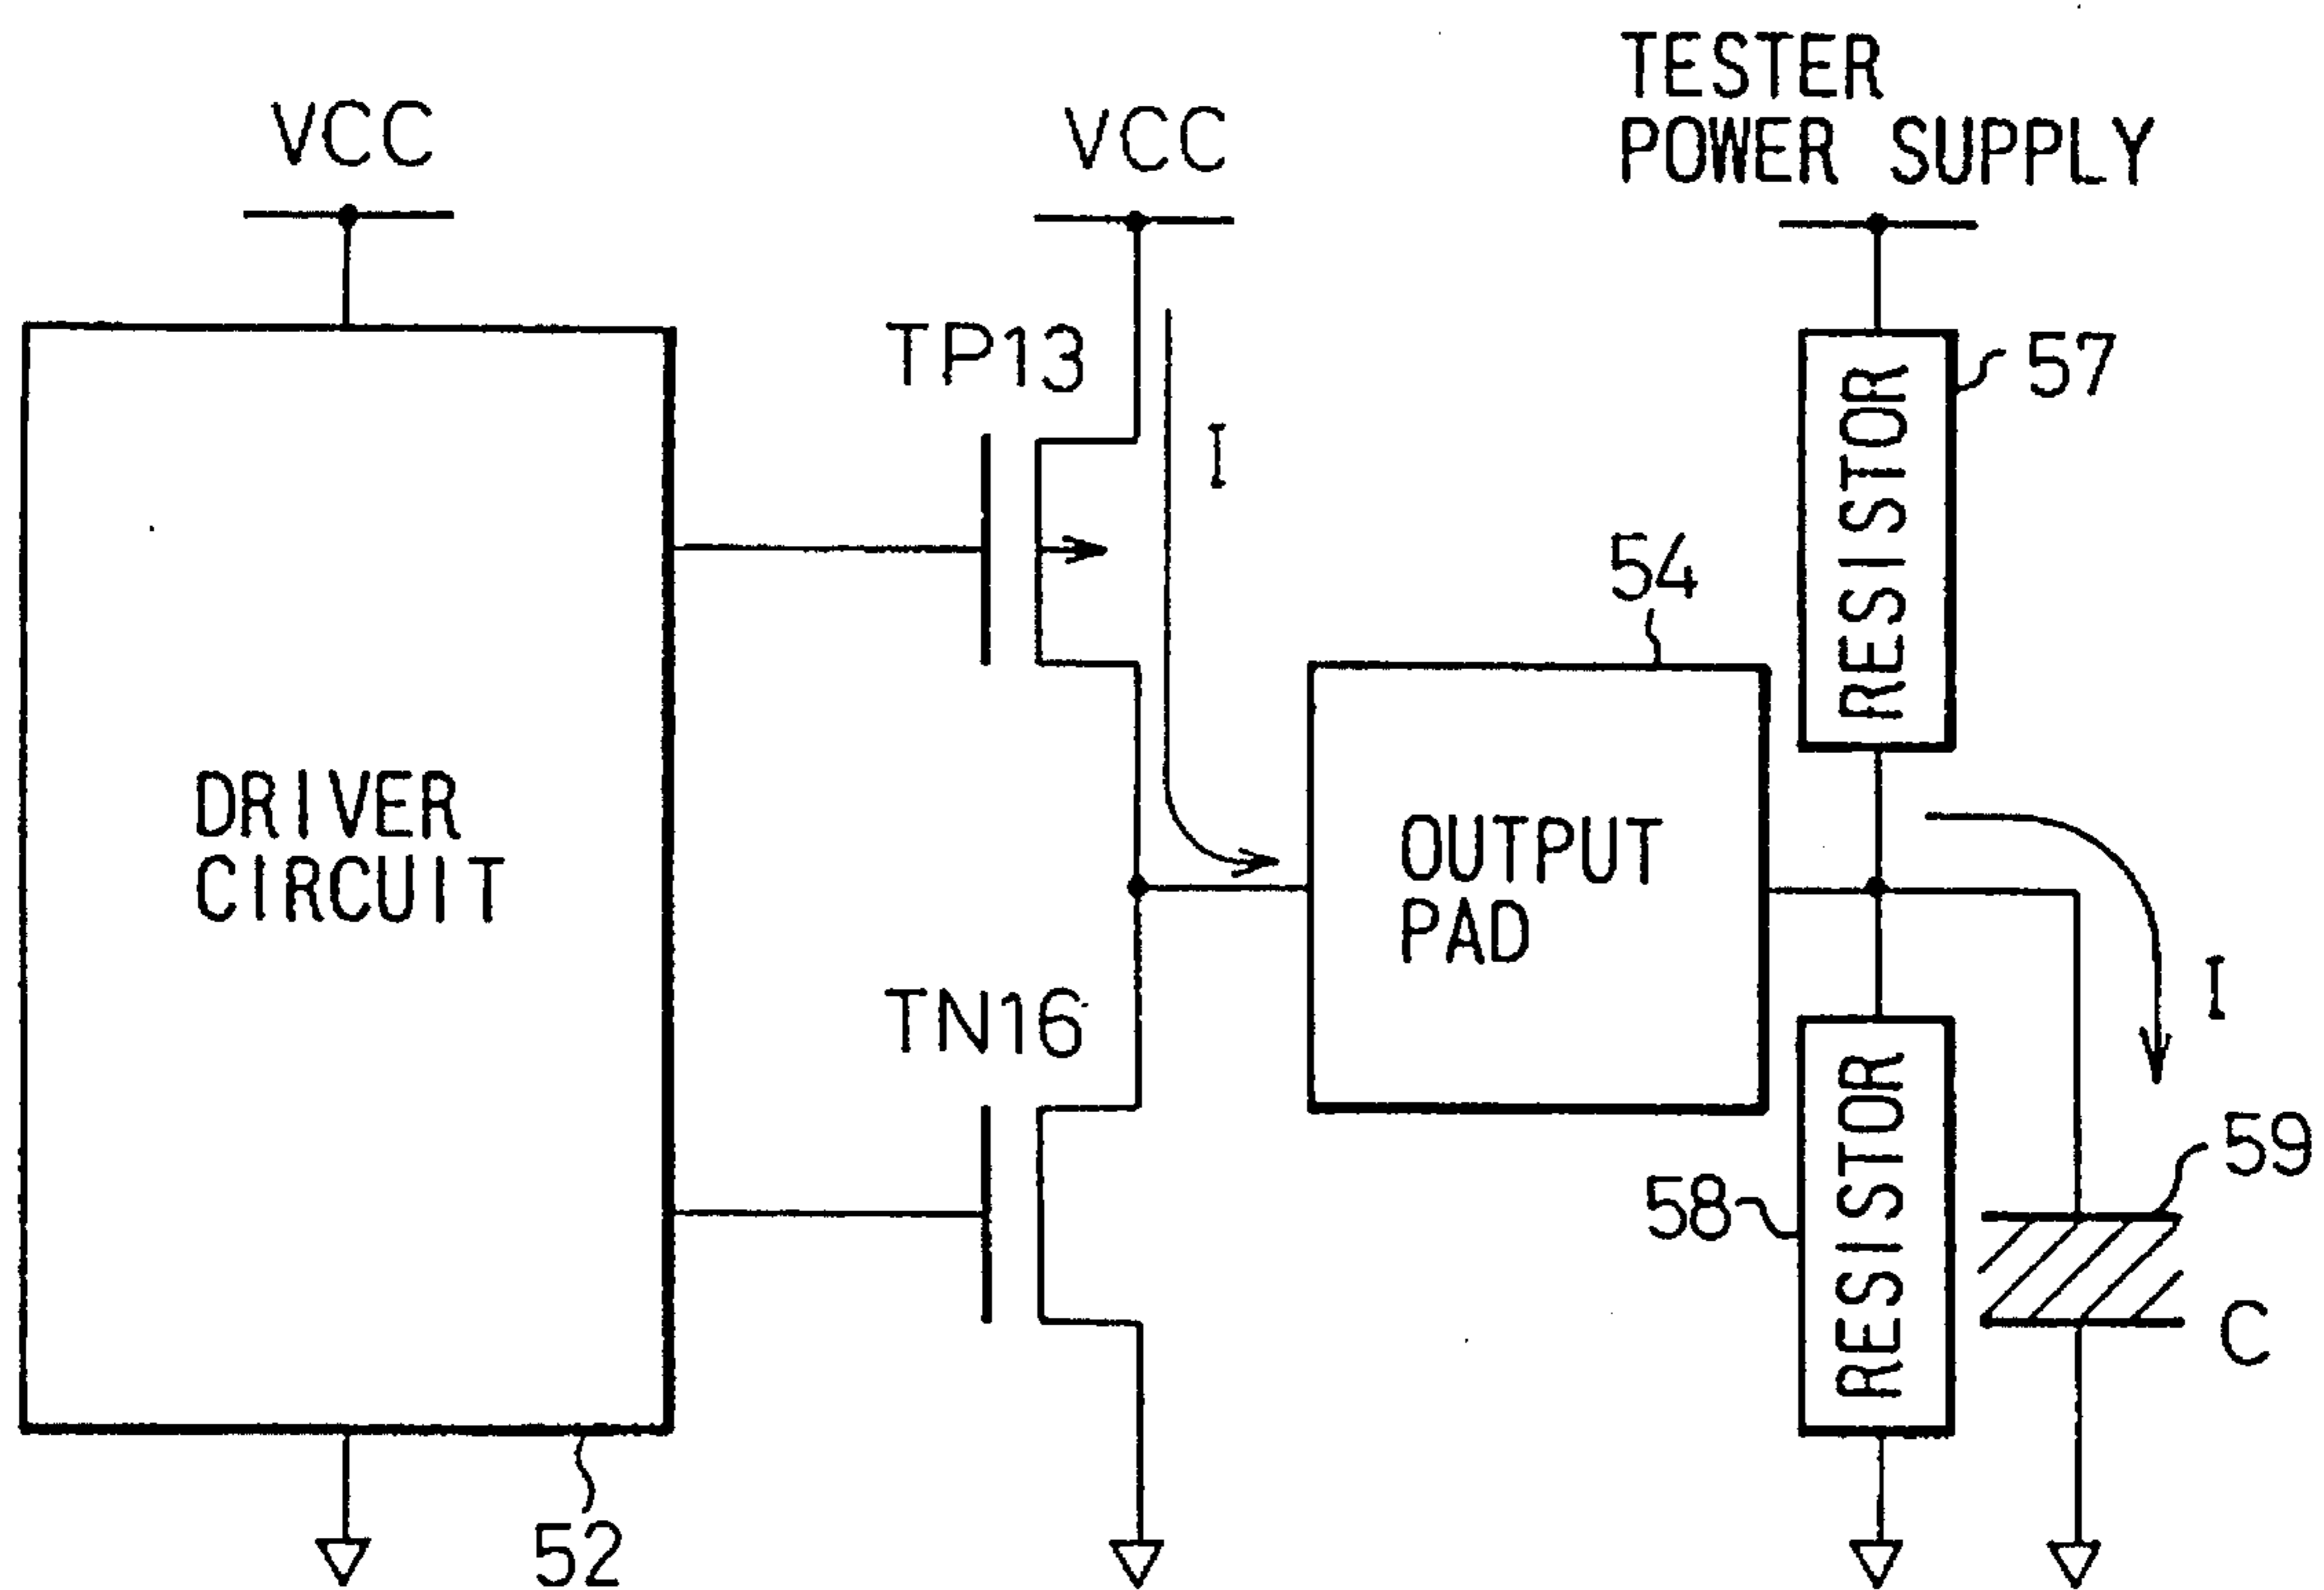 TESTER
POWER SUPPLY
VCC
VCC
TP13
57
I
RESISTOR
54
DRIVER
CIRCUIT
OUTPUT
PAD
TN16
I
RESISTOR
59
58
C
52